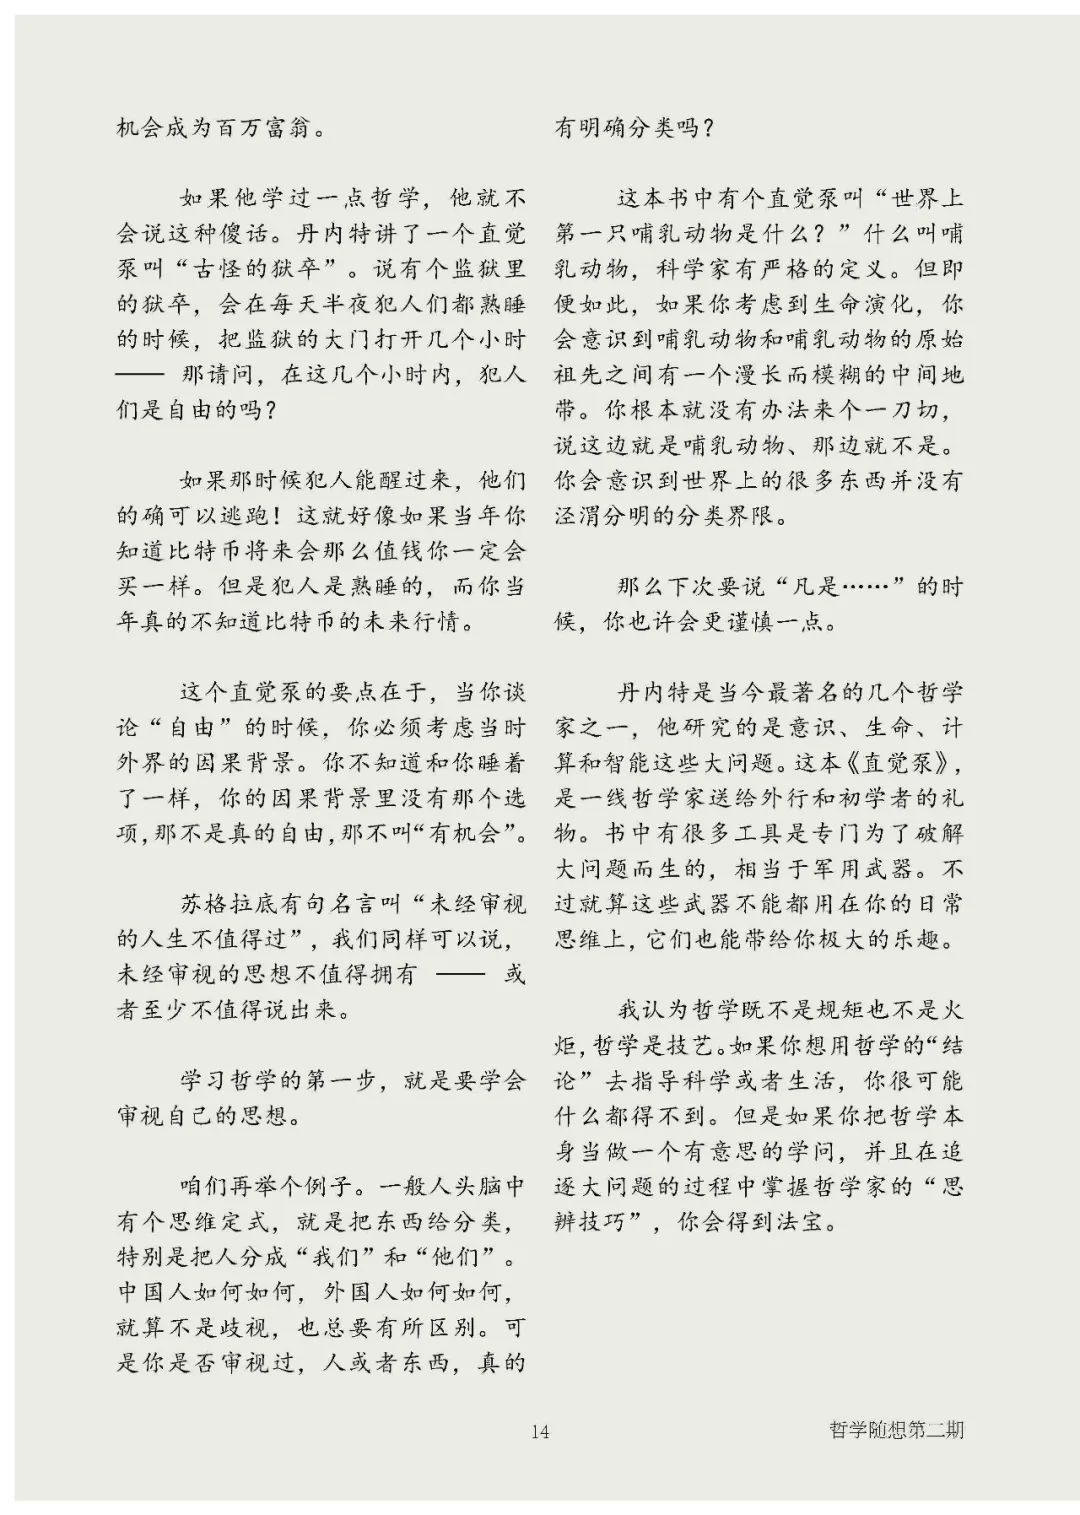 机会成为百万富翁。
如果他学过一点哲学，他就不
会说这种傻话。丹内特讲了一个直觉
泵叫“古怪的狱卒”。说有个监狱里
的狱卒，会在每天半夜犯人们都熟睡
的时候，把监狱的大门打开几个小时
—— 那请问，在这几个小时内，犯人
们是自由的吗？
如果那时候犯人能醒过来，他们
的确可以逃跑！这就好像如果当年你
知道比特币将来会那么值钱你一定会
买一样。但是犯人是熟睡的，而你当
年真的不知道比特币的未来行情。
这个直觉泵的要点在于，当你谈
论“自由”的时候，你必须考虑当时
外界的因果背景。你不知道和你睡着
了一样，你的因果背景里没有那个选
项，那不是真的自由，那不叫“有机会”。
苏格拉底有句名言叫“未经审视
的人生不值得过”，我们同样可以说，
未经审视的思想不值得拥有 —— 或
者至少不值得说出来。
学习哲学的第一步，就是要学会
审视自己的思想。
咱们再举个例子。一般人头脑中
有个思维定式，就是把东西给分类，
特别是把人分成“我们”和“他们”。
中国人如何如何，外国人如何如何，
就算不是歧视，也总要有所区别。可
是你是否审视过，人或者东西，真的
有明确分类吗？
这本书中有个直觉泵叫“世界上
第一只哺乳动物是什么？”什么叫哺
乳动物，科学家有严格的定义。但即
便如此，如果你考虑到生命演化，你
会意识到哺乳动物和哺乳动物的原始
祖先之间有一个漫长而模糊的中间地
带。你根本就没有办法来个一刀切，
说这边就是哺乳动物、那边就不是。
你会意识到世界上的很多东西并没有
泾渭分明的分类界限。
那么下次要说“凡是……”的时
候，你也许会更谨慎一点。
丹内特是当今最著名的几个哲学
家之一，他研究的是意识、生命、计
算和智能这些大问题。这本《直觉泵》，
是一线哲学家送给外行和初学者的礼
物。书中有很多工具是专门为了破解
大问题而生的，相当于军用武器。不
过就算这些武器不能都用在你的日常
思维上，它们也能带给你极大的乐趣。
我认为哲学既不是规矩也不是火
炬，哲学是技艺。如果你想用哲学的“结
论”去指导科学或者生活，你很可能
什么都得不到。但是如果你把哲学本
身当做一个有意思的学问，并且在追
逐大问题的过程中掌握哲学家的“思
辨技巧”，你会得到法宝。
14
哲学随想第二期